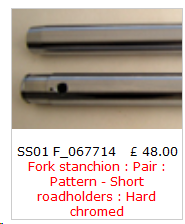 SS01 F_067714 £ 48.00
Fork stanchion : Pair :
Pattern - Short
roadholders : Hard
chromed